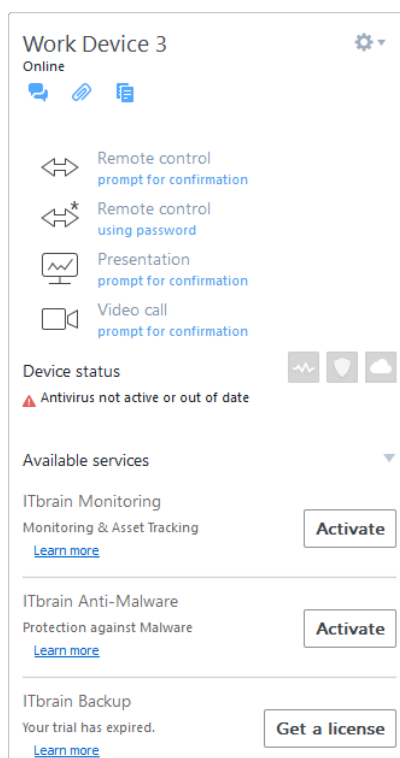 Work Device 3
Online
Remote control
prompt for confirmation
Remote control
using password
Presentation
prompt for confirmation
Video call
prompt for confirmation
Device status
Antivirus not active or out of date
Available services
ITbrain Monitoring
Monitoring & Asset Tracking
Activate
Learn more
ITbrain Anti-Malware
Protection against Malware
Activate
Learn more
ITbrain Backup
Your trial has expired.
Get a license
Learn more